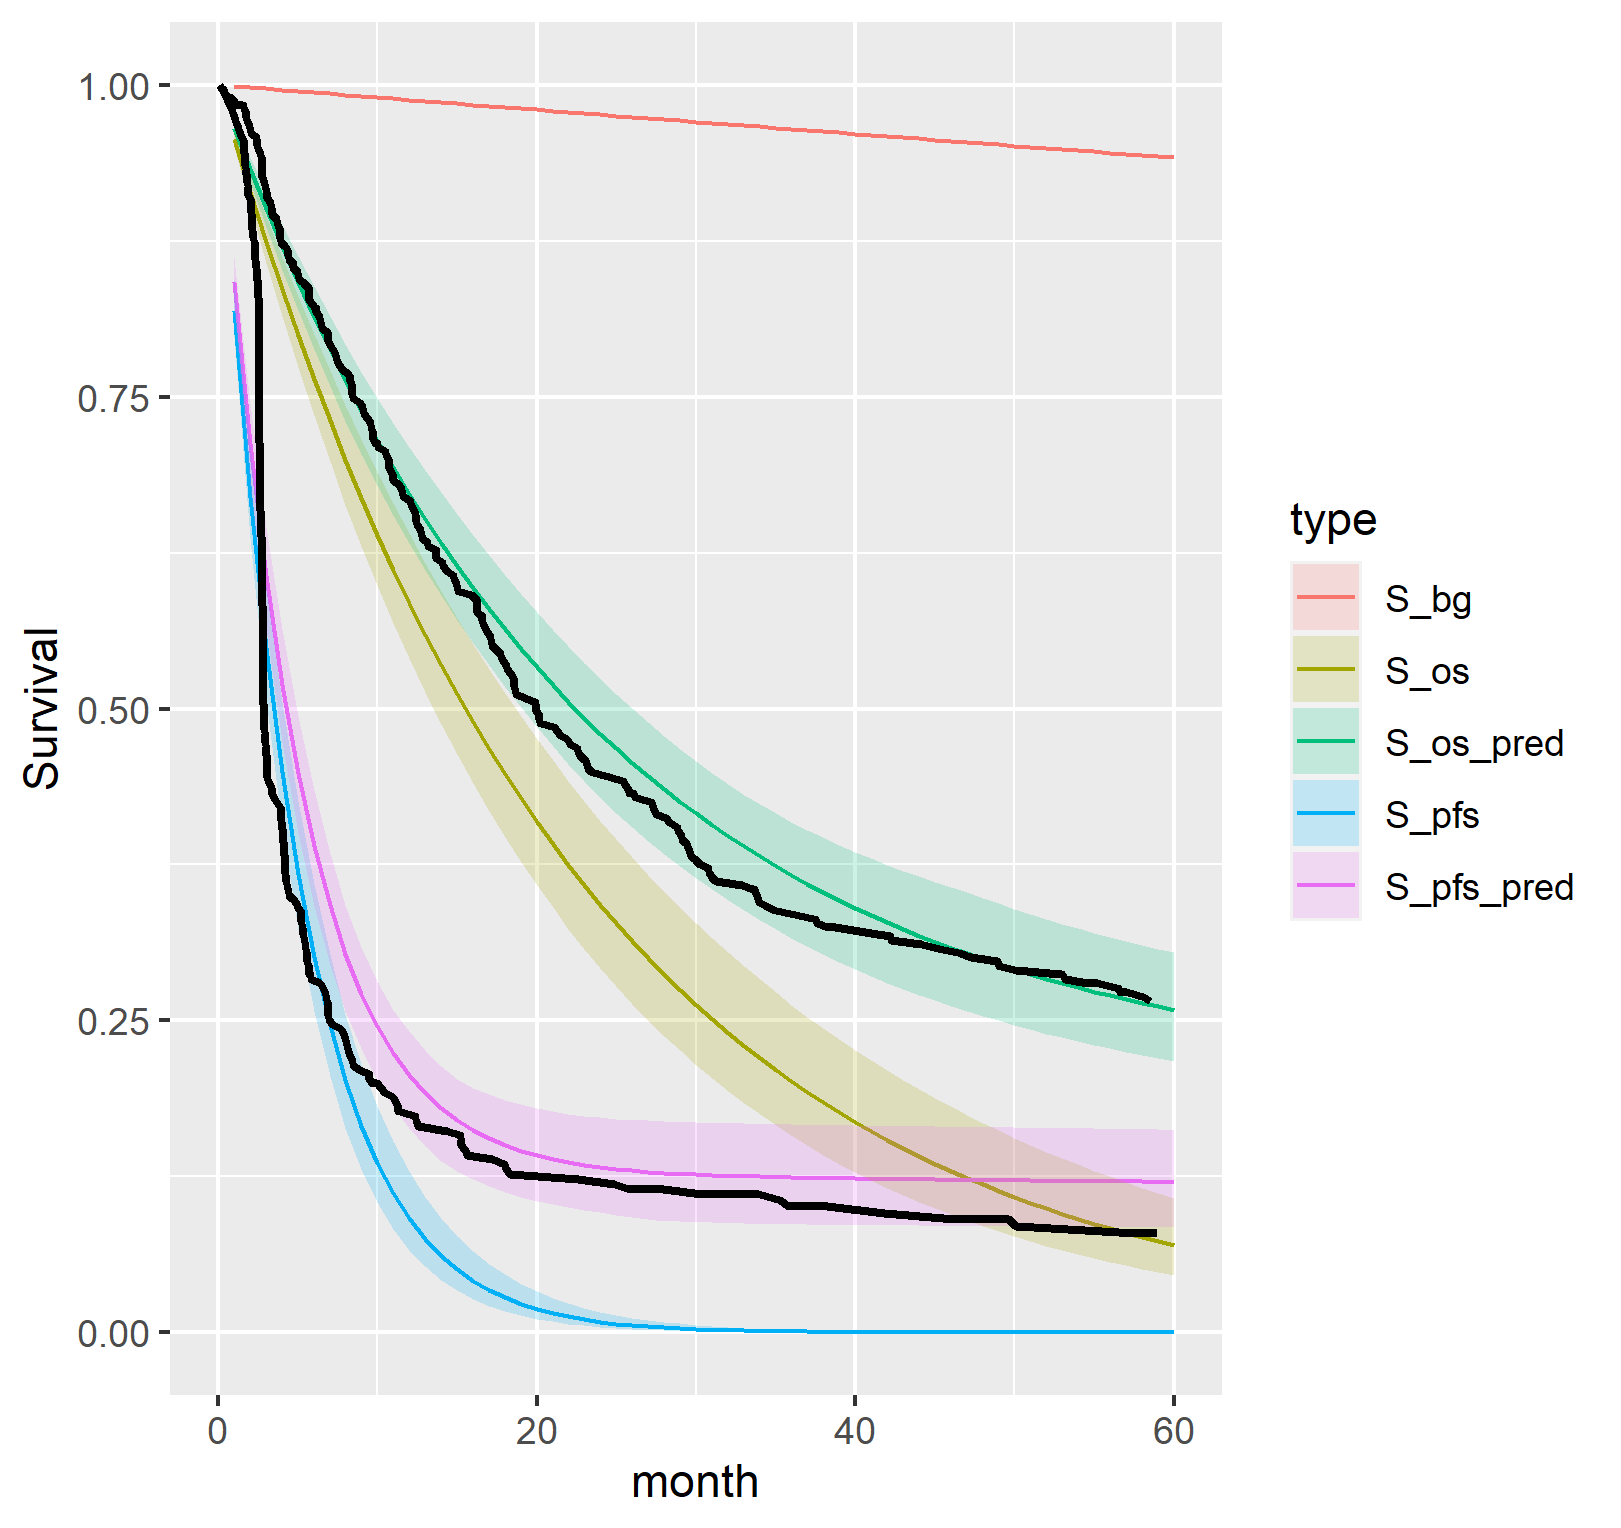 1.00
0.75
0.50
0.25
0.00
Survival
0
20
40
60
month
type
S_bg
S_os
S_os_pred
S_pfs
S_pfs_pred